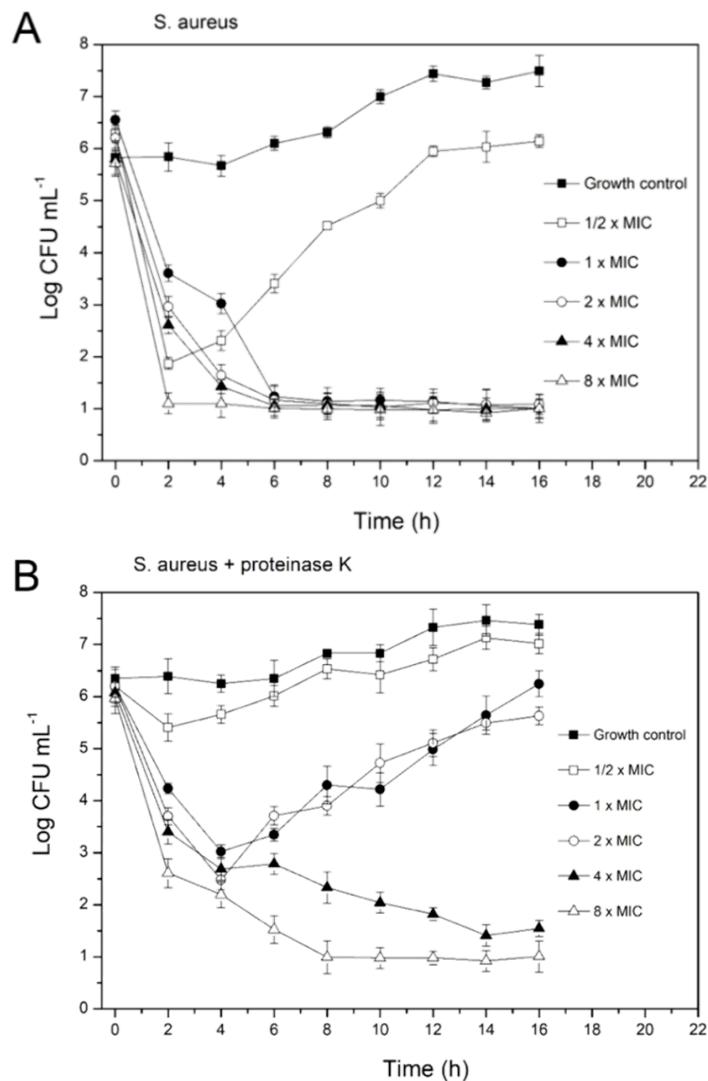 A
S. aureus
8
7
6
5
4
3
2
1
0
Log CFU mL⁻¹
Growth control
1/2 x MIC
1 x MIC
2 x MIC
4 x MIC
8 x MIC
0 2 4 6 8 10 12 14 16 18 20 22
Time (h)
B
S. aureus + proteinase K
8
7
6
5
4
3
2
1
0
Log CFU mL⁻¹
Growth control
1/2 x MIC
1 x MIC
2 x MIC
4 x MIC
8 x MIC
0 2 4 6 8 10 12 14 16 18 20 22
Time (h)